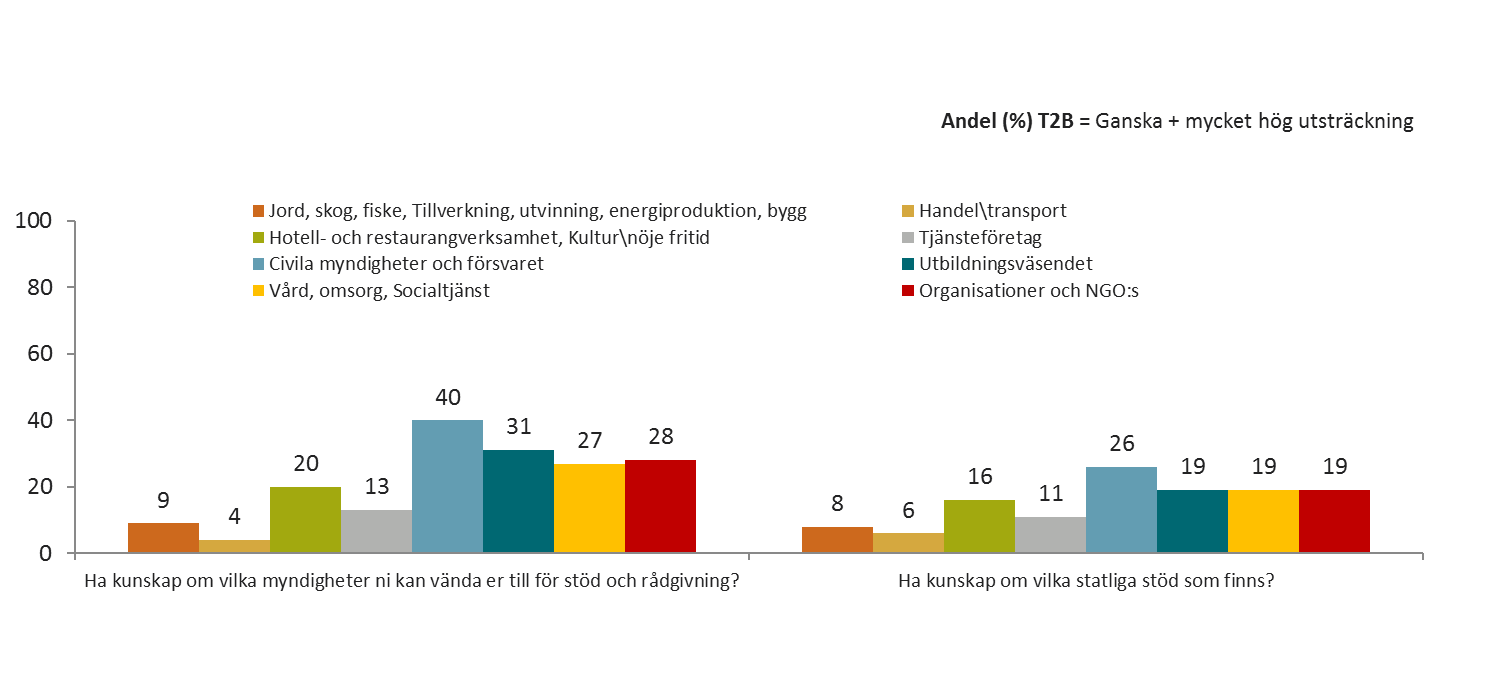 Andel (%) T2B = Ganska + mycket hög utsträckning
Jord, skog, fiske, Tillverkning, utvinning, energiproduktion, bygg
Handel\transport
Hotell- och restaurangverksamhet, Kultur\nöje fritid
Tjänsteföretag
Civila myndigheter och försvaret
Utbildningsväsendet
Vård, omsorg, Socialtjänst
Organisationer och NGO:s
100
80
60
40
20
0
9
4
20
13
40
31
27
28
8
6
16
11
26
19
19
19
Ha kunskap om vilka myndigheter ni kan vända er till för stöd och rådgivning?
Ha kunskap om vilka statliga stöd som finns?